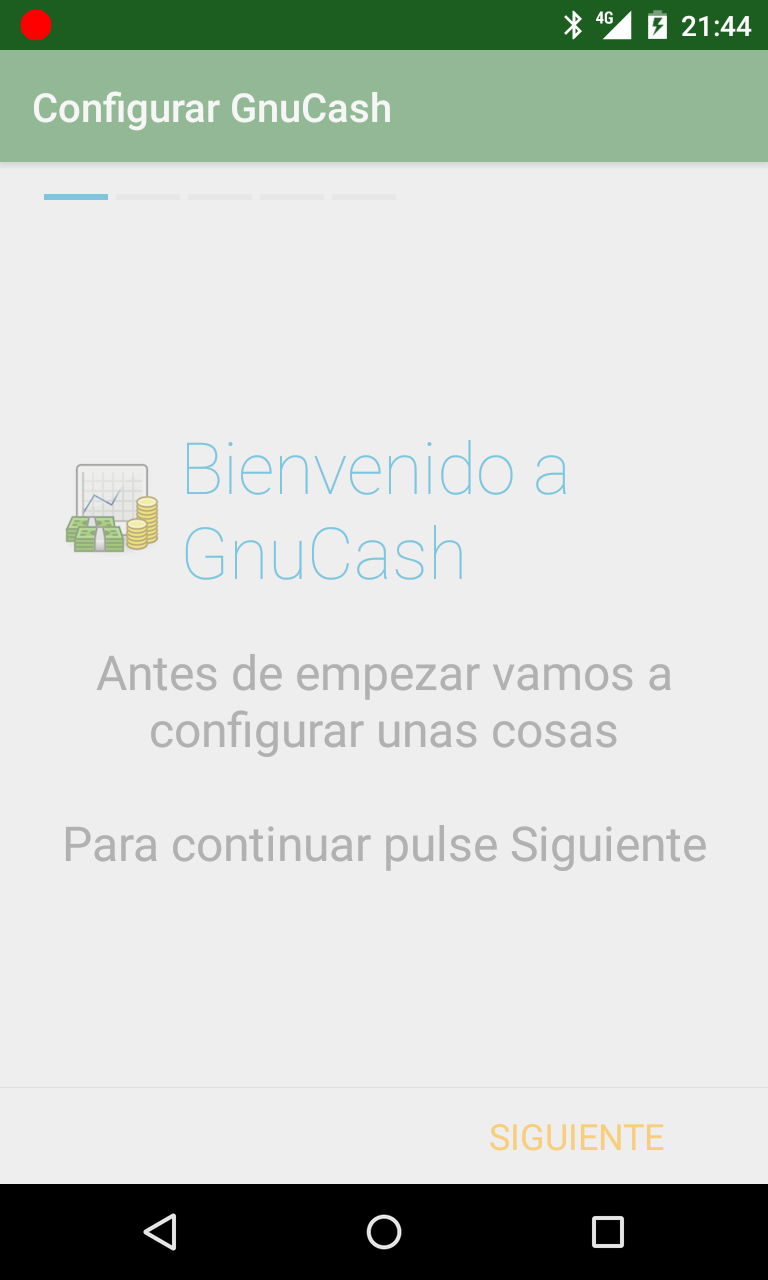 4G 21:44
Configurar GnuCash
Bienvenido a
GnuCash
Antes de empezar vamos a
configurar unas cosas
Para continuar pulse Siguiente
SIGUIENTE